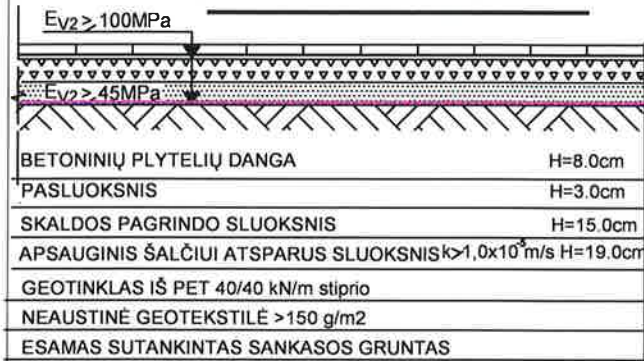 EV2≥100MPa
EV2≥45MPa
BETONINIŲ PLYTELIŲ DANGA H=8.0cm
PASLUOKSNIS H=3.0cm
SKALDOS PAGRINDO SLUOKSNIS H=15.0cm
APSAUGINIS ŠALČIUI ATSPARUS SLUOKSNIS k>1,0x10⁻⁵m/s H=19.0cm
GEOTINKLAS IŠ PET 40/40 kN/m stiprio
NEAUSTINĖ GEOTEKSTILĖ >150 g/m2
ESAMAS SUTANKINTAS SANKASOS GRUNTAS